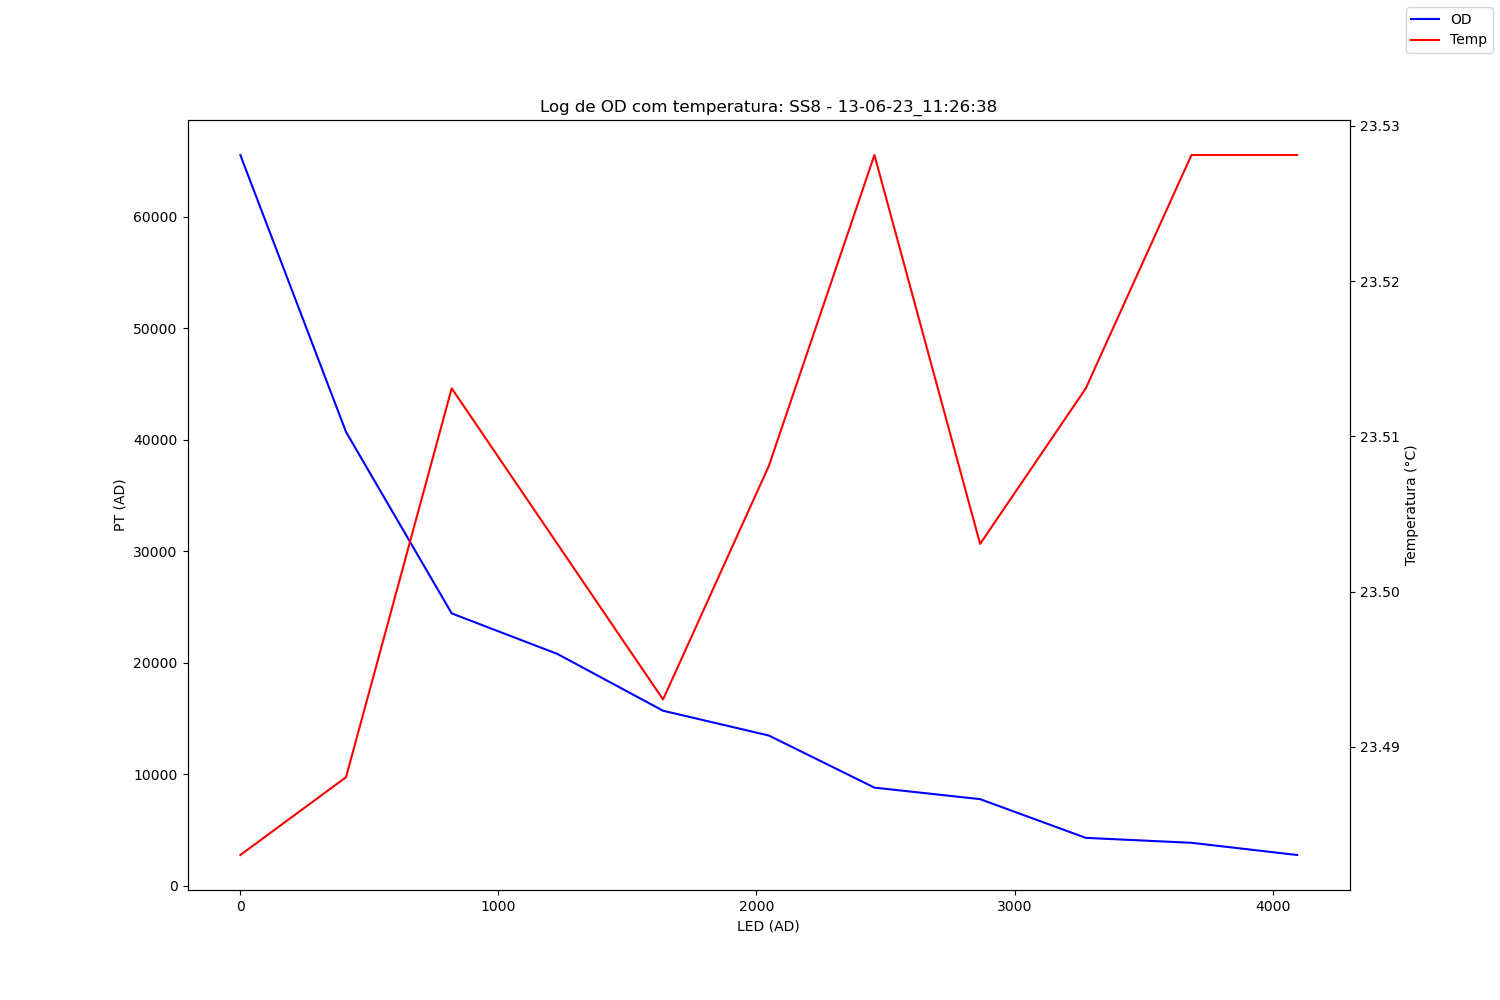 OD
Temp
Log de OD com temperatura: SS8 - 13-06-23_11:26:38
60000
50000
40000
30000
20000
10000
0
PT (AD)
23.53
23.52
23.51
23.50
23.49
Temperatura (°C)
0 1000 2000 3000 4000
LED (AD)